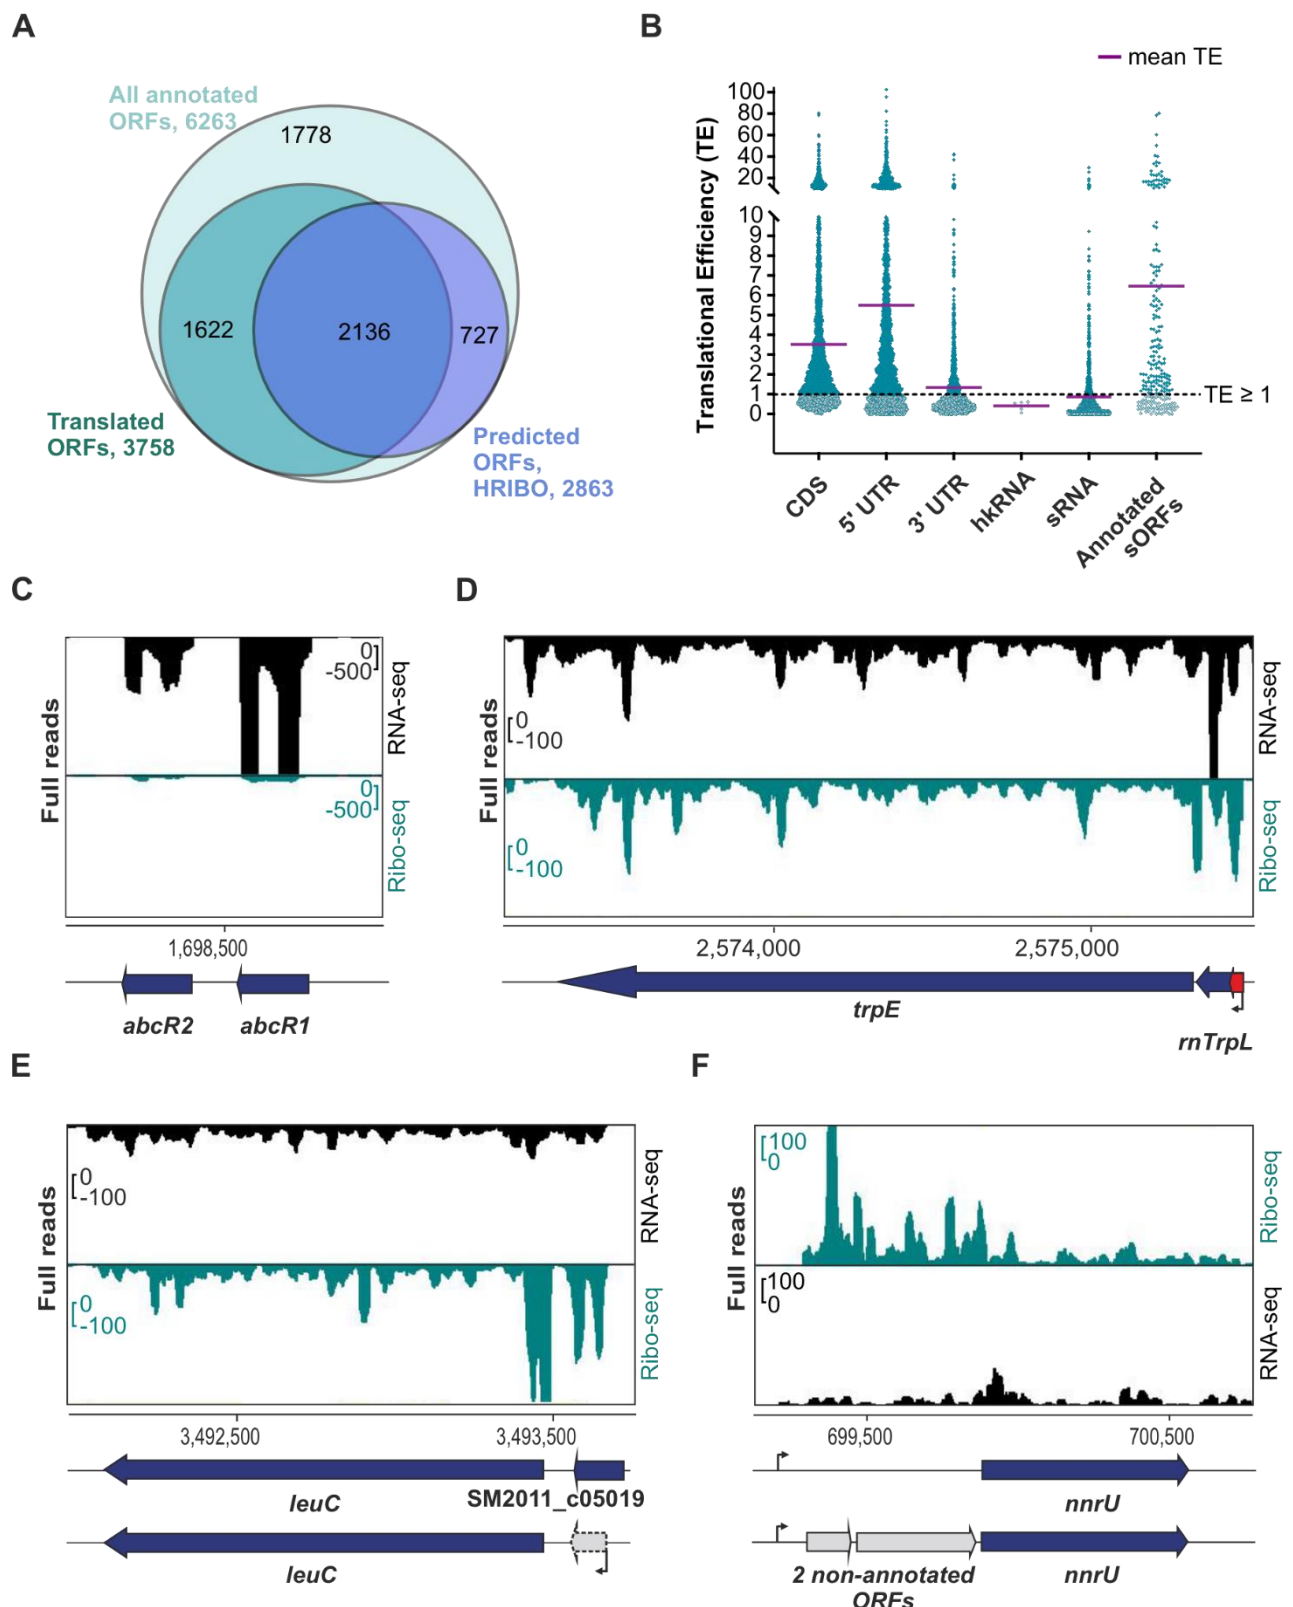 A
All annotated
ORFs, 6263
1778
1622
2136
727
Translated
ORFs, 3758
Predicted
ORFs,
HRIBO, 2863
B
mean TE
Translational Efficiency (TE)
100
80
60
40
20
10
9
8
7
6
5
4
3
2
1
0
TE ≥ 1
CDS
5' UTR
3' UTR
hkRNA
sRNA
Annotated
sORFs
C
Full reads
0
-500
RNA-seq
0
-500
Ribo-seq
1,698,500
abcR2
abcR1
D
Full reads
0
-100
RNA-seq
0
-100
Ribo-seq
2,574,000
2,575,000
trpE
rnTrpL
E
Full reads
0
-100
RNA-seq
0
-100
Ribo-seq
3,492,500
3,493,500
leuC
SM2011_c05019
leuC
F
Full reads
100
0
Ribo-seq
100
0
RNA-seq
699,500
700,500
nnrU
2 non-annotated
ORFs
nnrU